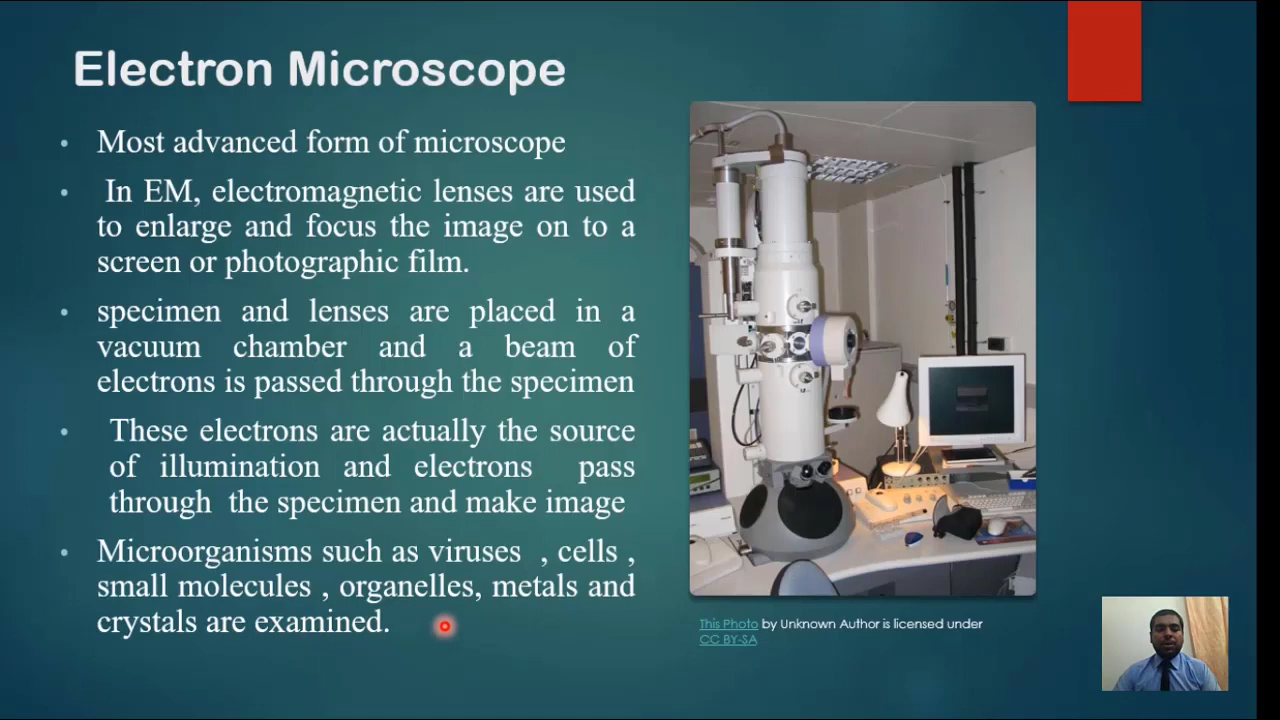 Electron Microscope
• Most advanced form of microscope
• In EM, electromagnetic lenses are used
to enlarge and focus the image on to a
screen or photographic film.
• specimen and lenses are placed in a
vacuum chamber and a beam of
electrons is passed through the specimen
• These electrons are actually the source
of illumination and electrons pass
through the specimen and make image
• Microorganisms such as viruses , cells ,
small molecules , organelles, metals and
crystals are examined.
This Photo by Unknown Author is licensed under
CC BY-SA